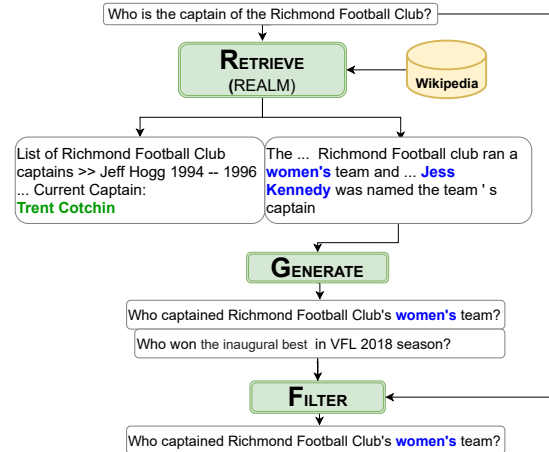 Who is the captain of the Richmond Football Club?
RETRIEVE
(REALM)
Wikipedia
List of Richmond Football Club
captains >> Jeff Hogg 1994 -- 1996
... Current Captain:
Trent Cotchin
The ... Richmond Football club ran a
women's team and ... Jess
Kennedy was named the team ' s
captain
GENERATE
Who captained Richmond Football Club's women's team?
Who won the inaugural best in VFL 2018 season?
FILTER
Who captained Richmond Football Club's women's team?